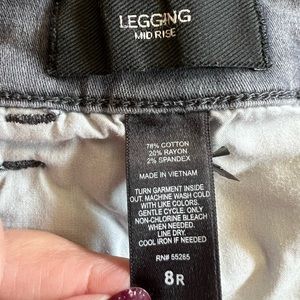 LEGGING
MID RISE
78% COTTON
20% RAYON
2% SPANDEX
MADE IN VIETNAM
TURN GARMENT INSIDE
OUT. MACHINE WASH COLD
WITH LIKE COLORS.
GENTLE CYCLE. ONLY
NON-CHLORINE BLEACH
WHEN NEEDED.
LINE DRY.
COOL IRON IF NEEDED
RN# 55285
8R